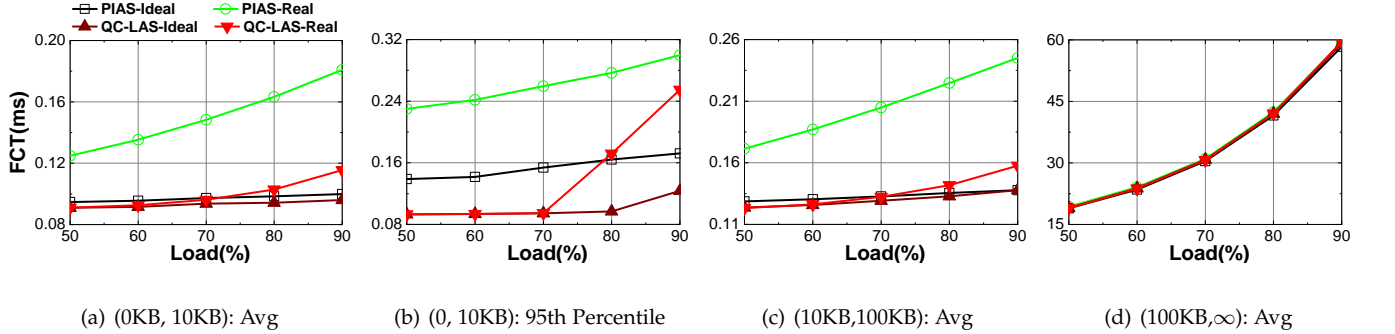 PIAS-Ideal PIAS-Real
QC-LAS-Ideal QC-LAS-Real
FCT(ms)
0.20
0.16
0.12
0.08
50 60 70 80 90
Load(%)
0.32
0.24
0.16
0.08
50 60 70 80 90
Load(%)
0.26
0.21
0.16
0.11
50 60 70 80 90
Load(%)
60
45
30
15
50 60 70 80 90
Load(%)
(a) (0KB, 10KB): Avg
(b) (0, 10KB): 95th Percentile
(c) (10KB,100KB): Avg
(d) (100KB,∞): Avg